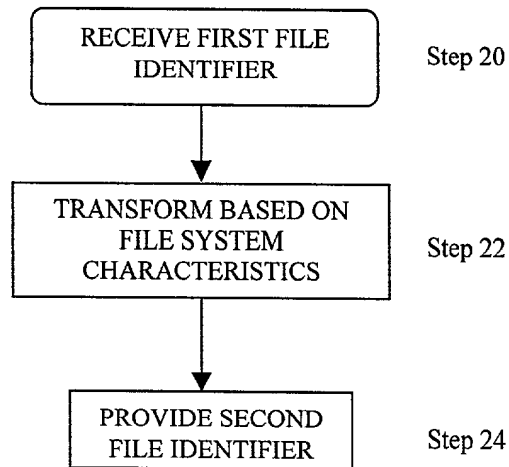 RECEIVE FIRST FILE
IDENTIFIER
Step 20
TRANSFORM BASED ON
FILE SYSTEM
CHARACTERISTICS
Step 22
PROVIDE SECOND
FILE IDENTIFIER
Step 24